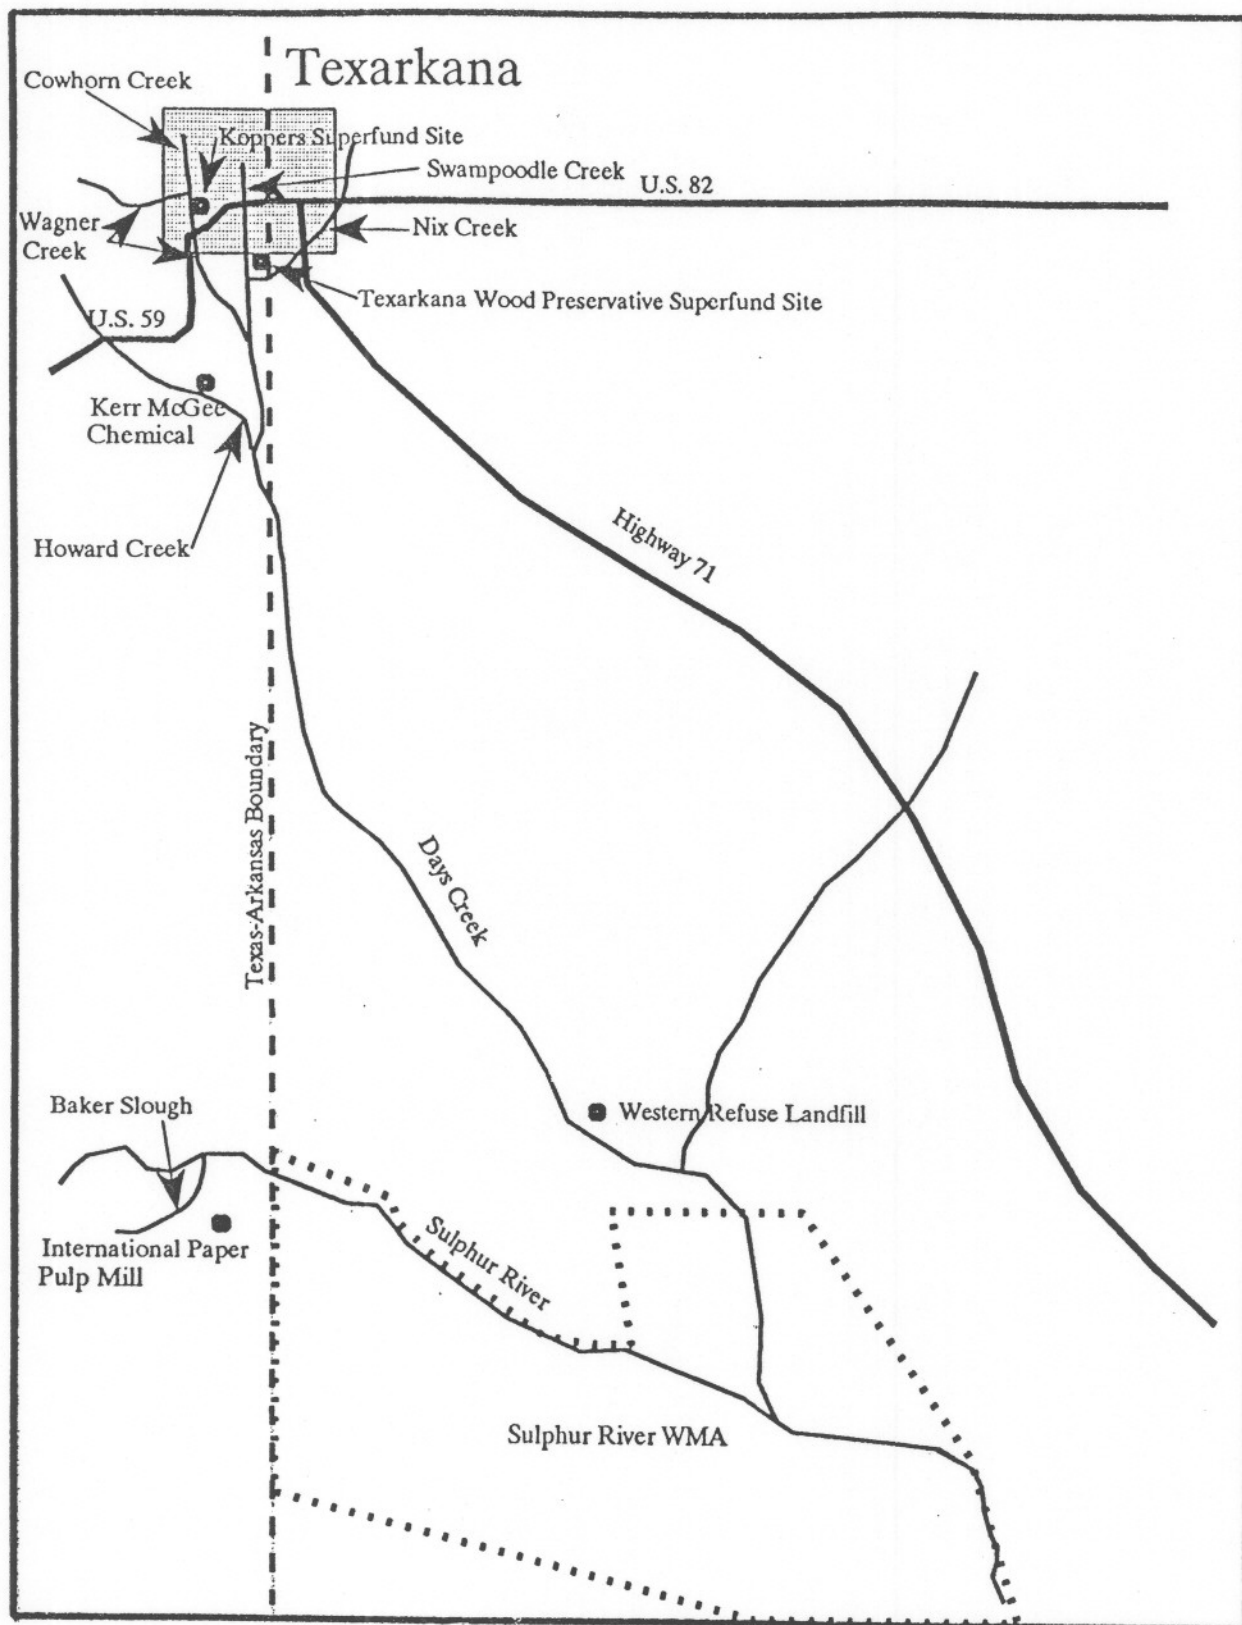 Texarkana
Cowhorn Creek
Koppers Superfund Site
Swampoodle Creek
U.S. 82
Wagner
Creek
Nix Creek
Texarkana Wood Preservative Superfund Site
U.S. 59
Kerr McGee
Chemical
Howard Creek
Highway 71
Texas-Arkansas Boundary
Days Creek
Baker Slough
Western Refuse Landfill
International Paper
Pulp Mill
Sulphur River
Sulphur River WMA